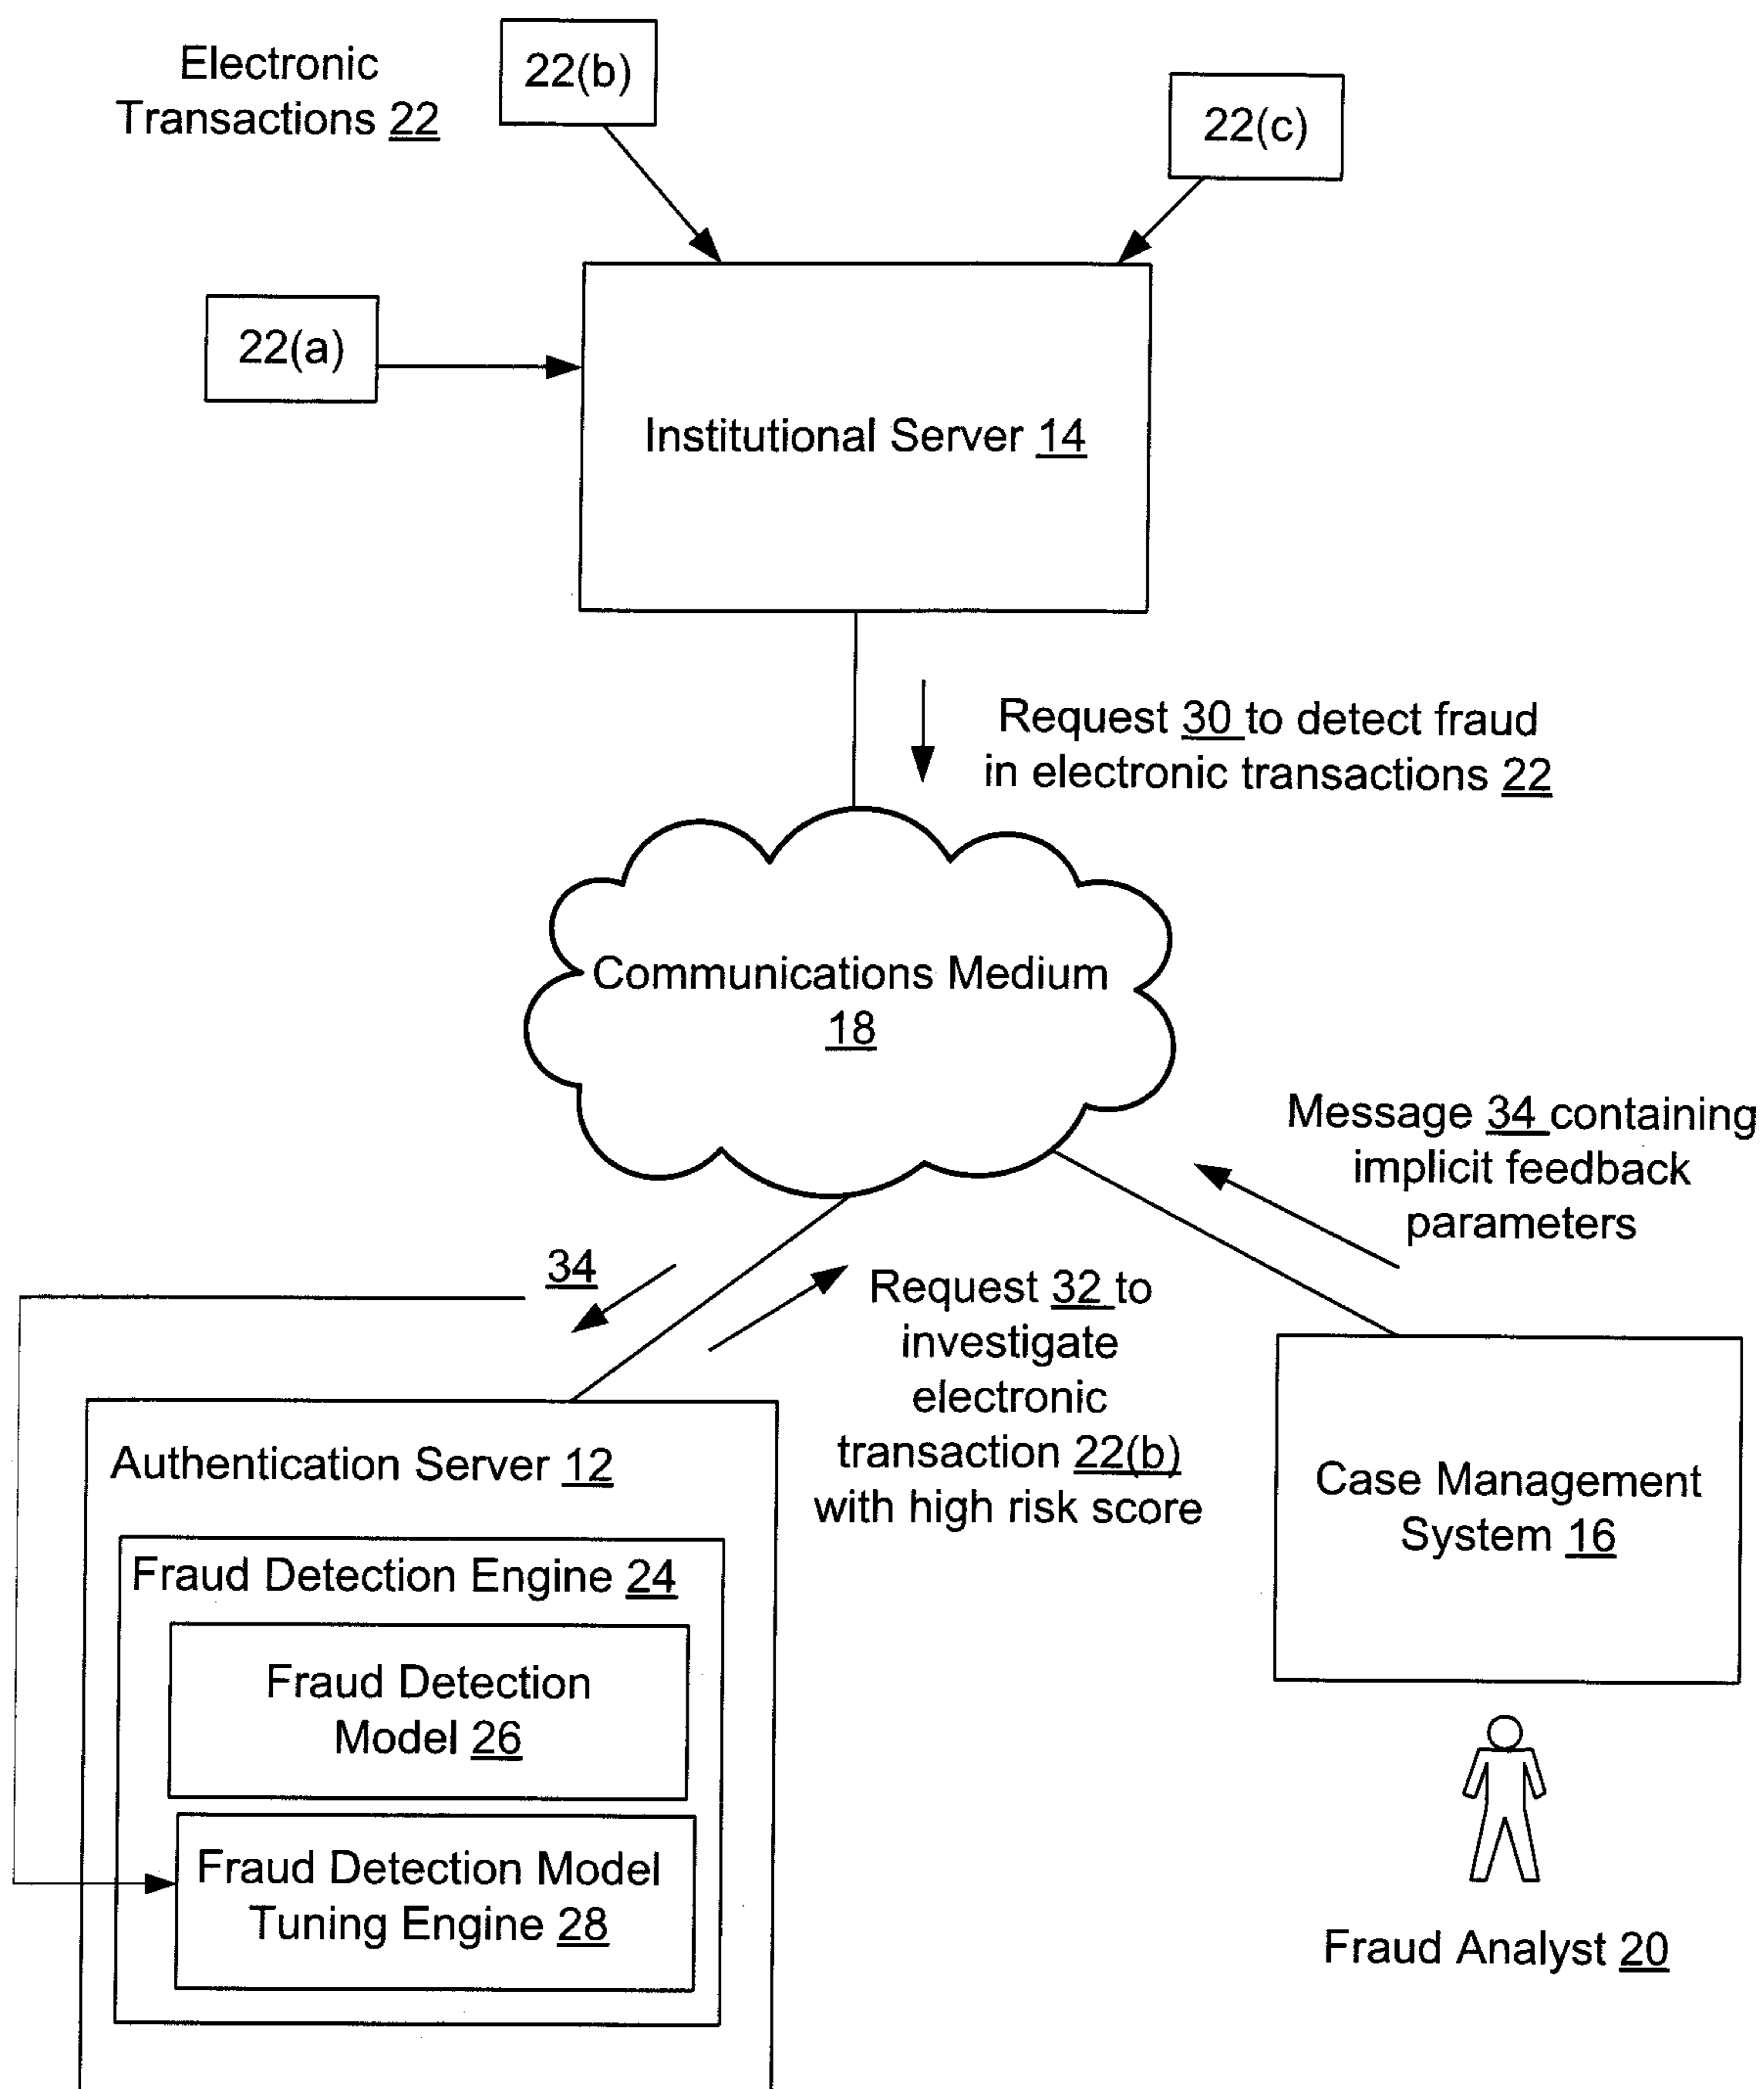 Electronic
Transactions 22
22(b)
22(c)
22(a)
Institutional Server 14
Request 30 to detect fraud
in electronic transactions 22
Communications Medium
18
Message 34 containing
implicit feedback
parameters
34
Request 32 to
investigate
electronic
transaction 22(b)
with high risk score
Authentication Server 12
Fraud Detection Engine 24
Fraud Detection
Model 26
Fraud Detection Model
Tuning Engine 28
Case Management
System 16
Fraud Analyst 20